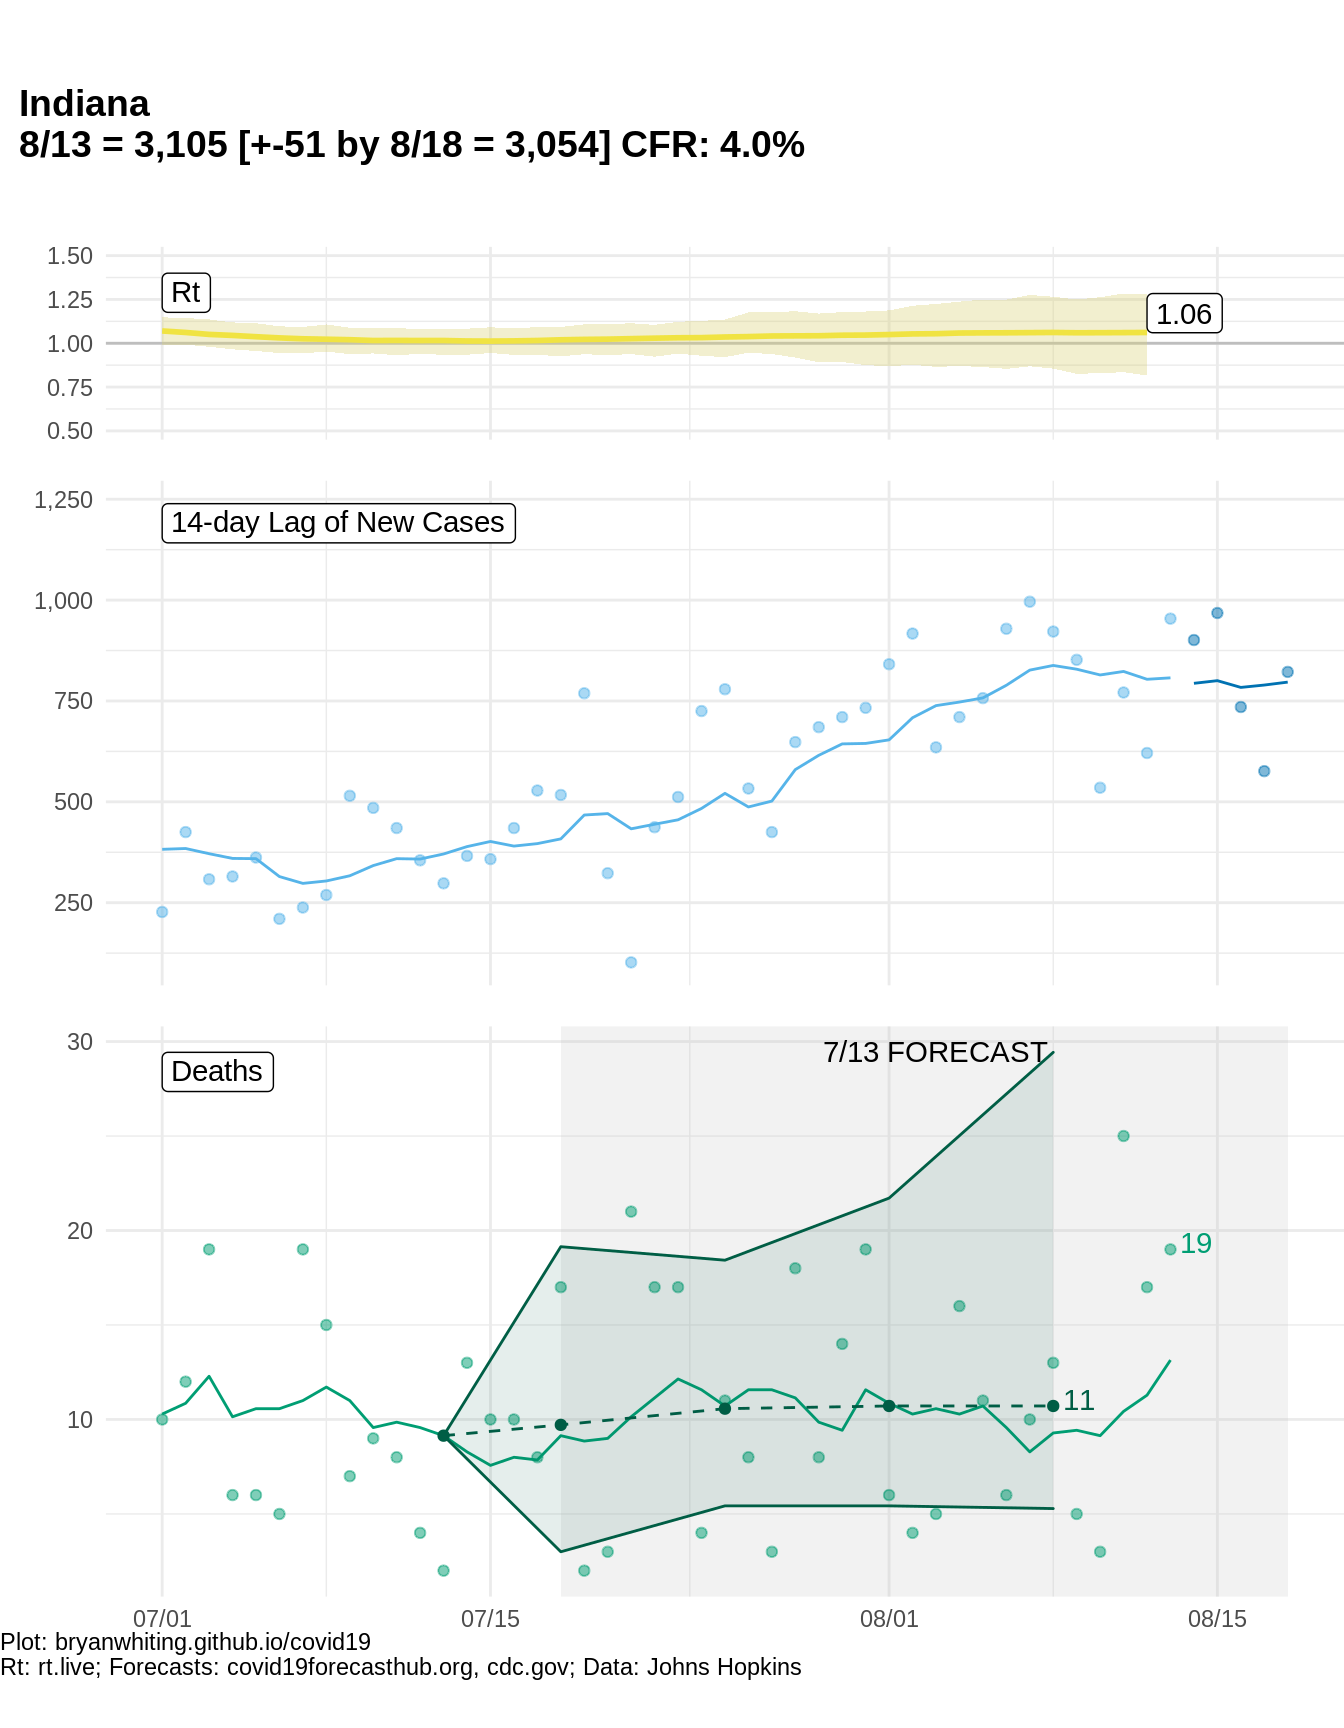 Indiana
8/13 = 3,105 [+-51 by 8/18 = 3,054] CFR: 4.0%
1.50
1.25
1.00
0.75
0.50
Rt
1.06
1,250
1,000
750
500
250
14-day Lag of New Cases
30
20
10
Deaths
7/13 FORECAST
19
11
07/01
07/15
08/01
08/15
Plot: bryanwhiting.github.io/covid19
Rt: rt.live; Forecasts: covid19forecasthub.org, cdc.gov; Data: Johns Hopkins